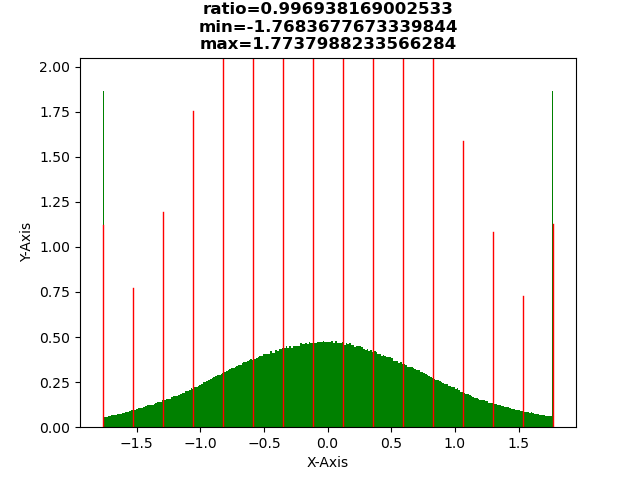 ratio=0.996938169002533
min=-1.7683677673339844
max=1.7737988233566284
2.00
1.75
1.50
1.25
1.00
0.75
0.50
0.25
0.00
Y-Axis
−1.5 −1.0 −0.5 0.0 0.5 1.0 1.5
X-Axis